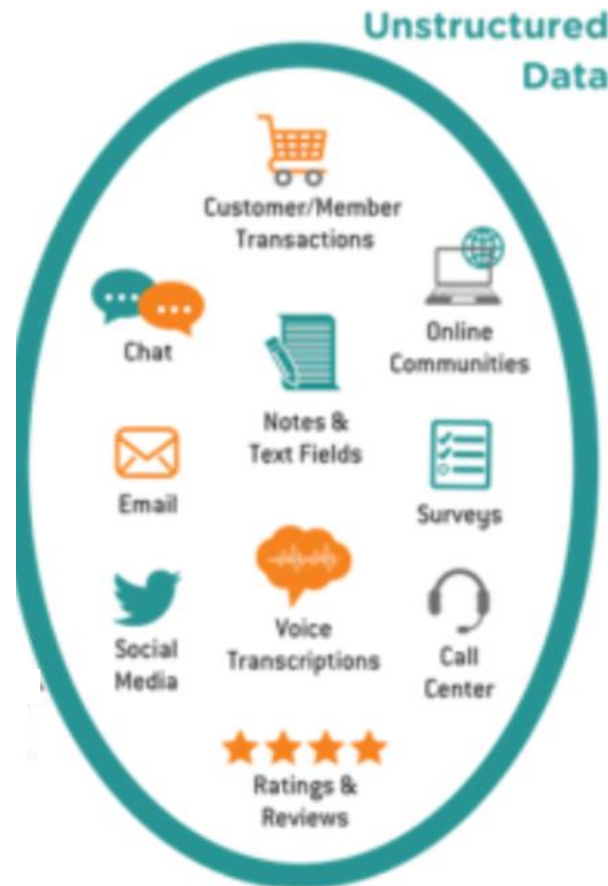 Unstructured
Data
Customer/Member
Transactions
Chat
Online
Communities
Notes &
Text Fields
Email
Surveys
Social
Media
Voice
Transcriptions
Call
Center
Ratings &
Reviews